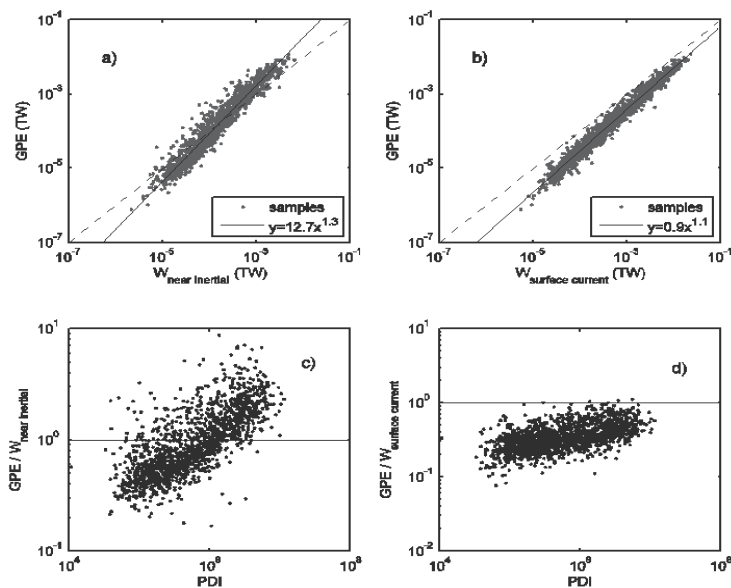 10⁻¹
10⁻³
10⁻⁵
10⁻⁷
GPE (TW)
a)
samples
y=12.7x^1.3
10⁻⁷ 10⁻⁵ 10⁻³ 10⁻¹
W_near inertial (TW)
10⁻¹
10⁻³
10⁻⁵
10⁻⁷
GPE (TW)
b)
samples
y=0.9x^1.1
10⁻⁷ 10⁻⁵ 10⁻³ 10⁻¹
W_surface current (TW)
10¹
10⁰
10⁻¹
GPE / W_near inertial
c)
10⁴ 10⁶ 10⁸
PDI
10¹
10⁰
10⁻¹
10⁻²
GPE / W_surface current
d)
10⁴ 10⁶ 10⁸
PDI